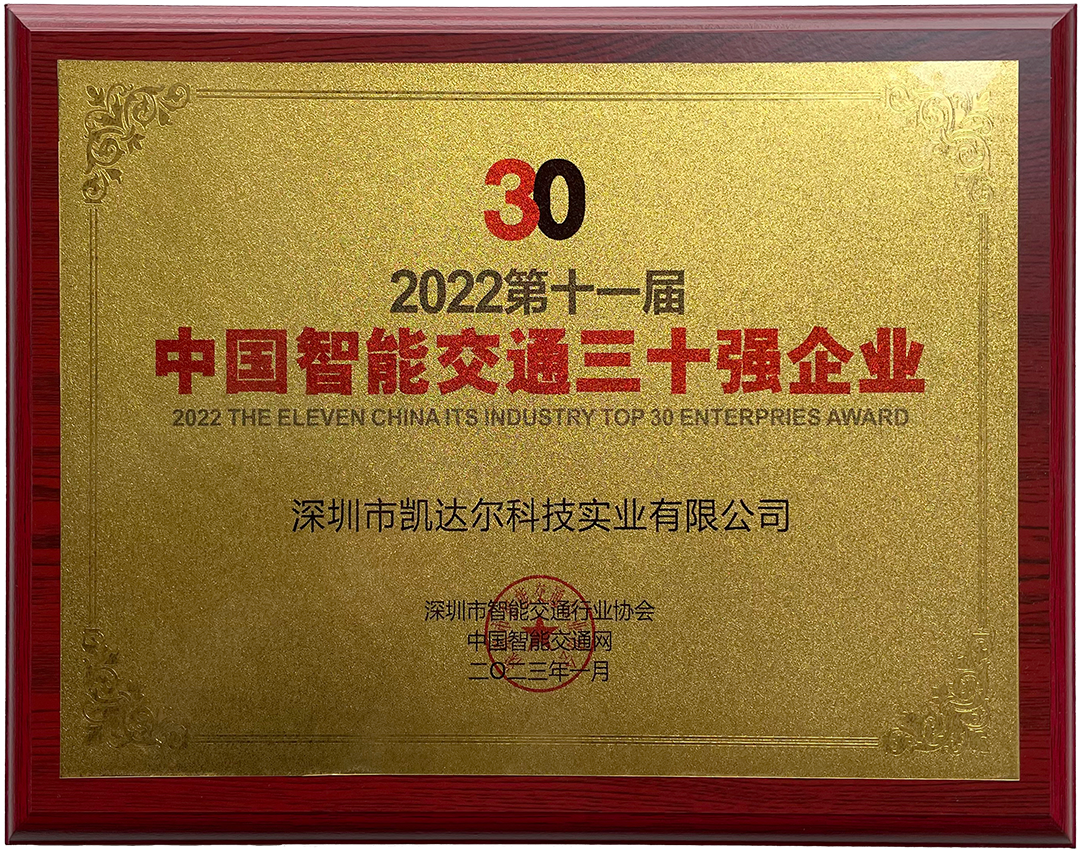 30
2022第十一届
中国智能交通三十强企业
2022 THE ELEVEN CHINA ITS INDUSTRY TOP 30 ENTERPRIES AWARD
深圳市凯达尔科技实业有限公司
深圳市智能交通行业协会
中国智能交通网
二〇二三年一月